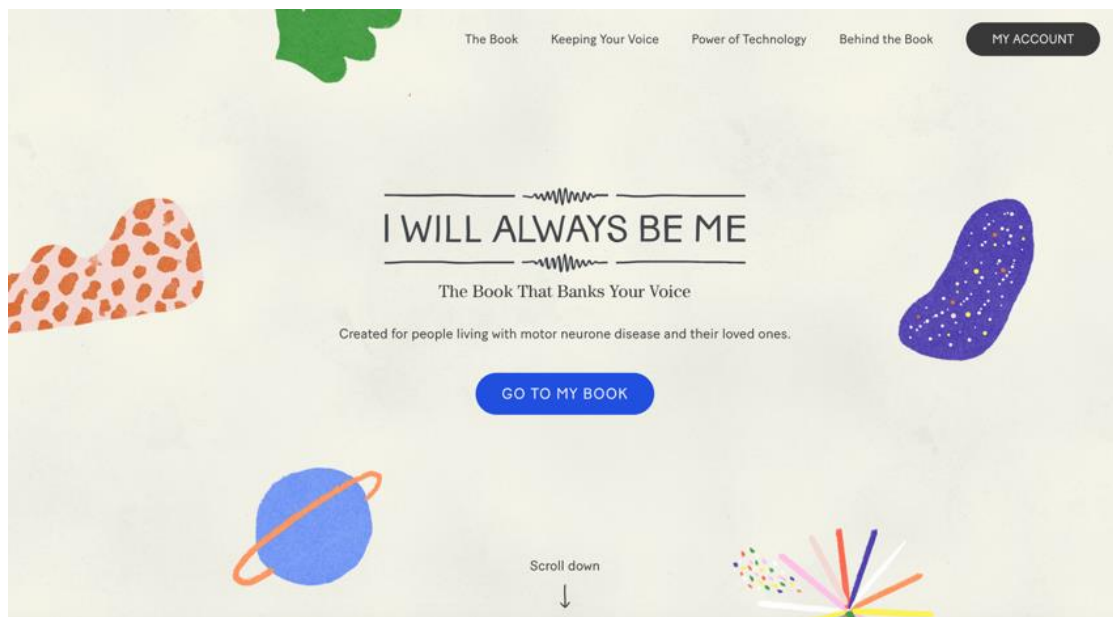 The Book
Keeping Your Voice
Power of Technology
Behind the Book
MY ACCOUNT
I WILL ALWAYS BE ME
The Book That Banks Your Voice
Created for people living with motor neurone disease and their loved ones.
GO TO MY BOOK
Scroll down